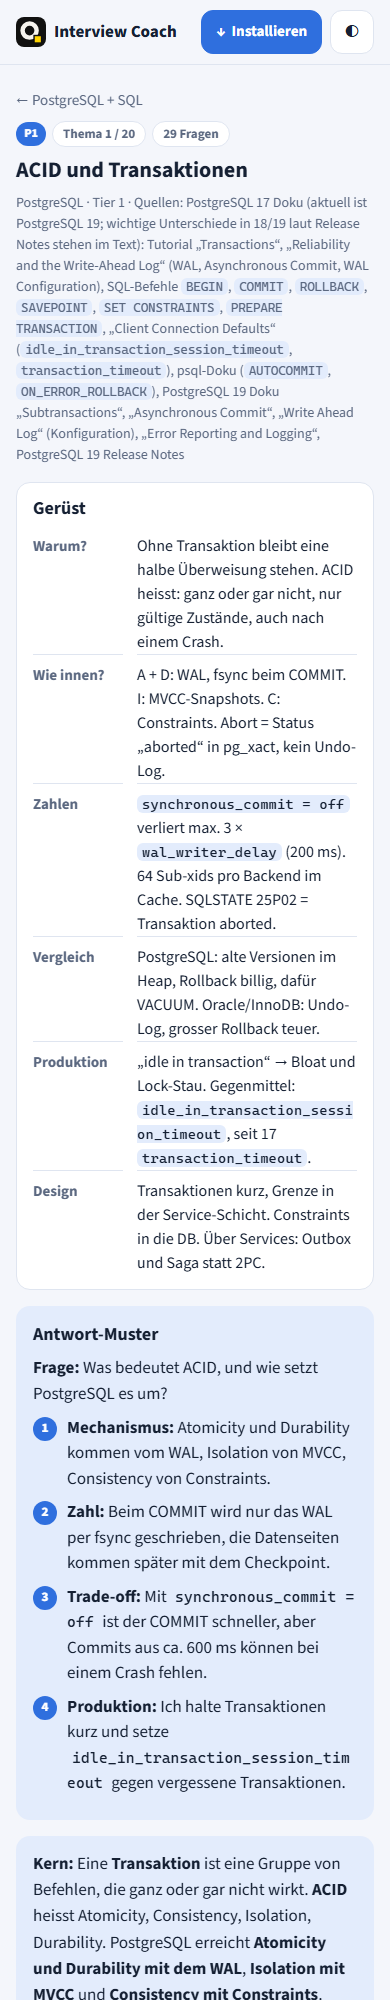 Interview Coach
↓ Installieren
← PostgreSQL + SQL
P1 Thema 1 / 20 29 Fragen
ACID und Transaktionen
PostgreSQL · Tier 1 · Quellen: PostgreSQL 17 Doku (aktuell ist
PostgreSQL 19; wichtige Unterschiede in 18/19 laut Release
Notes stehen im Text): Tutorial „Transactions“, „Reliability
and the Write-Ahead Log“ (WAL, Asynchronous Commit, WAL
Configuration), SQL-Befehle BEGIN, COMMIT, ROLLBACK,
SAVEPOINT, SET CONSTRAINTS, PREPARE
TRANSACTION, „Client Connection Defaults“
(idle_in_transaction_session_timeout,
transaction_timeout), psql-Doku (AUTOCOMMIT,
ON_ERROR_ROLLBACK), PostgreSQL 19 Doku
„Subtransactions“, „Asynchronous Commit“, „Write Ahead
Log“ (Konfiguration), „Error Reporting and Logging“,
PostgreSQL 19 Release Notes
Gerüst
Warum? Ohne Transaktion bleibt eine
halbe Überweisung stehen. ACID
heisst: ganz oder gar nicht, nur
gültige Zustände, auch nach
einem Crash.
Wie innen? A + D: WAL, fsync beim COMMIT.
I: MVCC-Snapshots. C:
Constraints. Abort = Status
„aborted“ in pg_xact, kein Undo-
Log.
Zahlen synchronous_commit = off
verliert max. 3 ×
wal_writer_delay (200 ms).
64 Sub-xids pro Backend im
Cache. SQLSTATE 25P02 =
Transaktion aborted.
Vergleich PostgreSQL: alte Versionen im
Heap, Rollback billig, dafür
VACUUM. Oracle/InnoDB: Undo-
Log, grosser Rollback teuer.
Produktion „idle in transaction“ → Bloat und
Lock-Stau. Gegenmittel:
idle_in_transaction_sessi
on_timeout, seit 17
transaction_timeout.
Design Transaktionen kurz, Grenze in
der Service-Schicht. Constraints
in die DB. Über Services: Outbox
und Saga statt 2PC.
Antwort-Muster
Frage: Was bedeutet ACID, und wie setzt
PostgreSQL es um?
1 Mechanismus: Atomicity und Durability
kommen vom WAL, Isolation von MVCC,
Consistency von Constraints.
2 Zahl: Beim COMMIT wird nur das WAL
per fsync geschrieben, die Datenseiten
kommen später mit dem Checkpoint.
3 Trade-off: Mit synchronous_commit =
off ist der COMMIT schneller, aber
Commits aus ca. 600 ms können bei
einem Crash fehlen.
4 Produktion: Ich halte Transaktionen
kurz und setze
idle_in_transaction_session_tim
eout gegen vergessene Transaktionen.
Kern: Eine Transaktion ist eine Gruppe von
Befehlen, die ganz oder gar nicht wirkt. ACID
heisst Atomicity, Consistency, Isolation,
Durability. PostgreSQL erreicht Atomicity
und Durability mit dem WAL, Isolation mit
MVCC und Consistency mit Constraints.